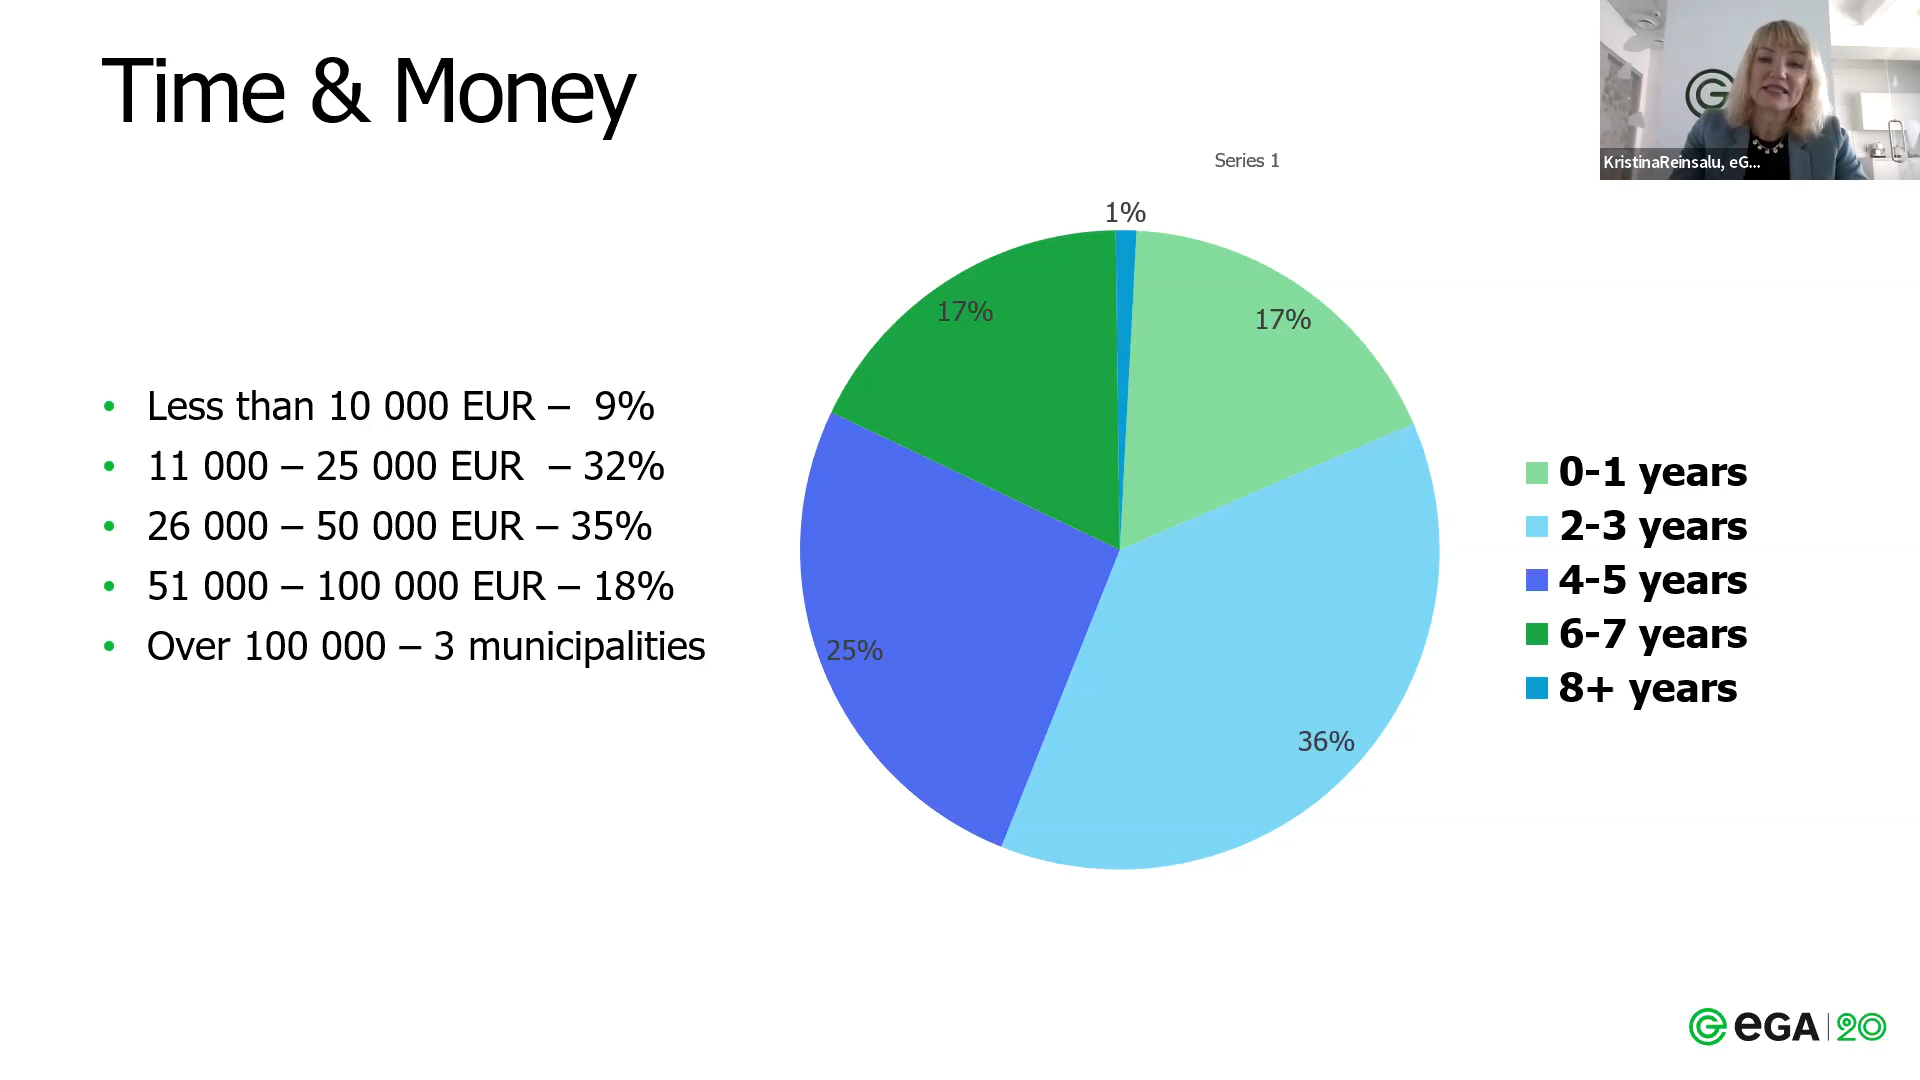 Time & Money
KristinaReinsalu, eG...
Series 1
1%
17%
17%
25%
36%
• Less than 10 000 EUR – 9%
• 11 000 – 25 000 EUR – 32%
• 26 000 – 50 000 EUR – 35%
• 51 000 – 100 000 EUR – 18%
• Over 100 000 – 3 municipalities
0-1 years
2-3 years
4-5 years
6-7 years
8+ years
eGA 20